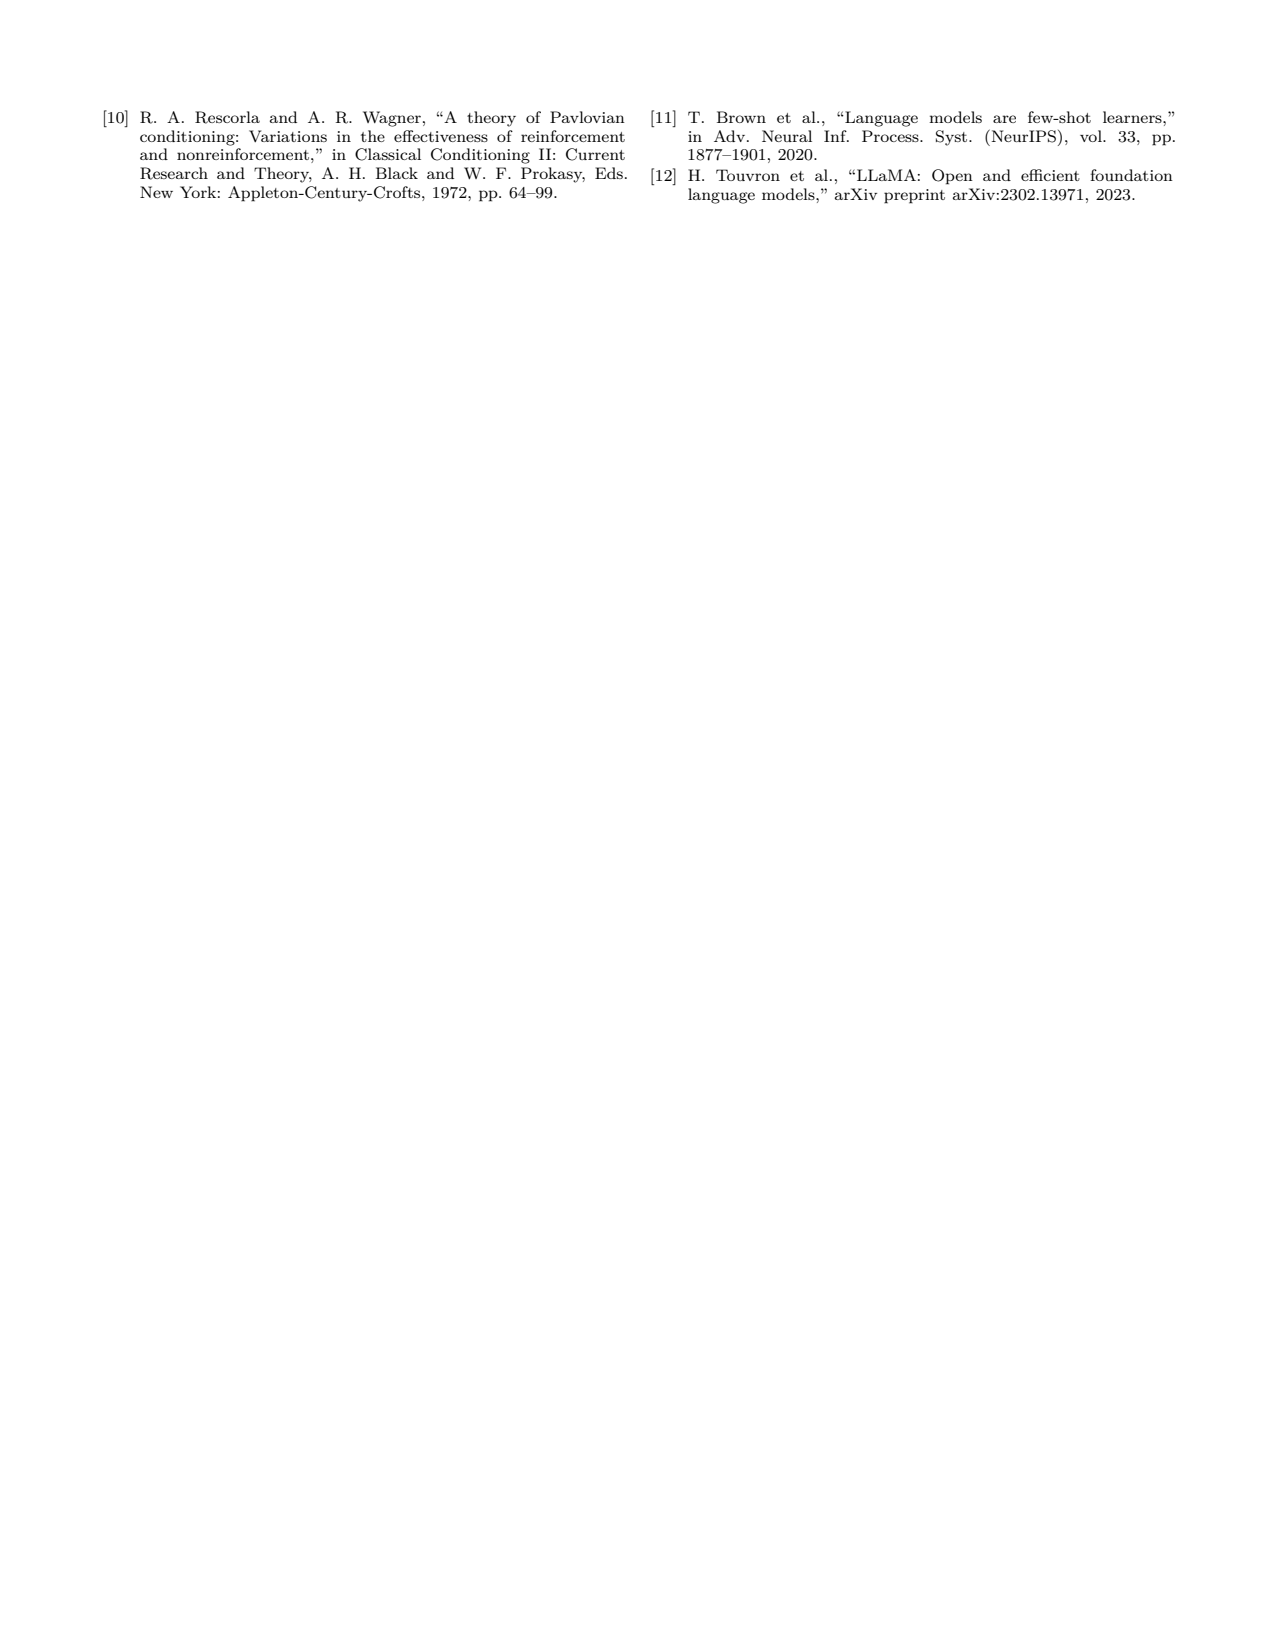 [10] R. A. Rescorla and A. R. Wagner, “A theory of Pavlovian
conditioning: Variations in the effectiveness of reinforcement
and nonreinforcement,” in Classical Conditioning II: Current
Research and Theory, A. H. Black and W. F. Prokasy, Eds.
New York: Appleton-Century-Crofts, 1972, pp. 64–99.
[11] T. Brown et al., “Language models are few-shot learners,”
in Adv. Neural Inf. Process. Syst. (NeurIPS), vol. 33, pp.
1877–1901, 2020.
[12] H. Touvron et al., “LLaMA: Open and efficient foundation
language models,” arXiv preprint arXiv:2302.13971, 2023.